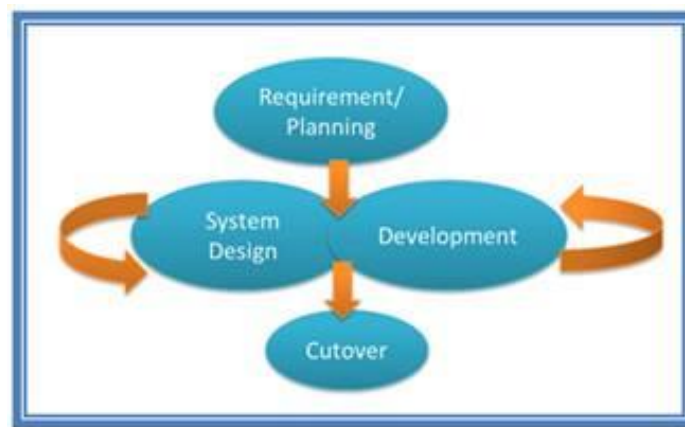 Requirement/
Planning
System
Design
Development
Cutover